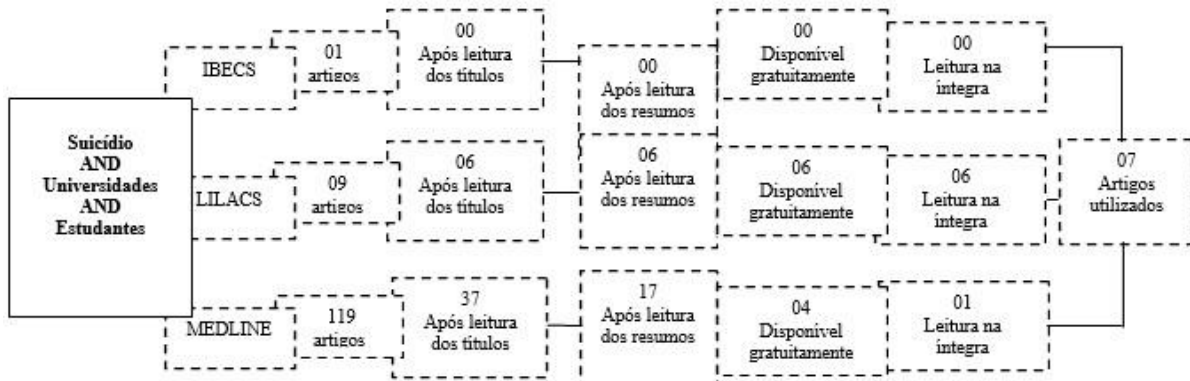 Suicídio
AND
Universidades
AND
Estudantes
IBECS
01
artigos
00
Após leitura
dos títulos
00
Após leitura
dos resumos
00
Disponível
gratuitamente
00
Leitura na
íntegra
LILACS
09
artigos
06
Após leitura
dos títulos
06
Após leitura
dos resumos
06
Disponível
gratuitamente
06
Leitura na
íntegra
MEDLINE
119
artigos
37
Após leitura
dos títulos
17
Após leitura
dos resumos
04
Disponível
gratuitamente
01
Leitura na
íntegra
07
Artigos
utilizados